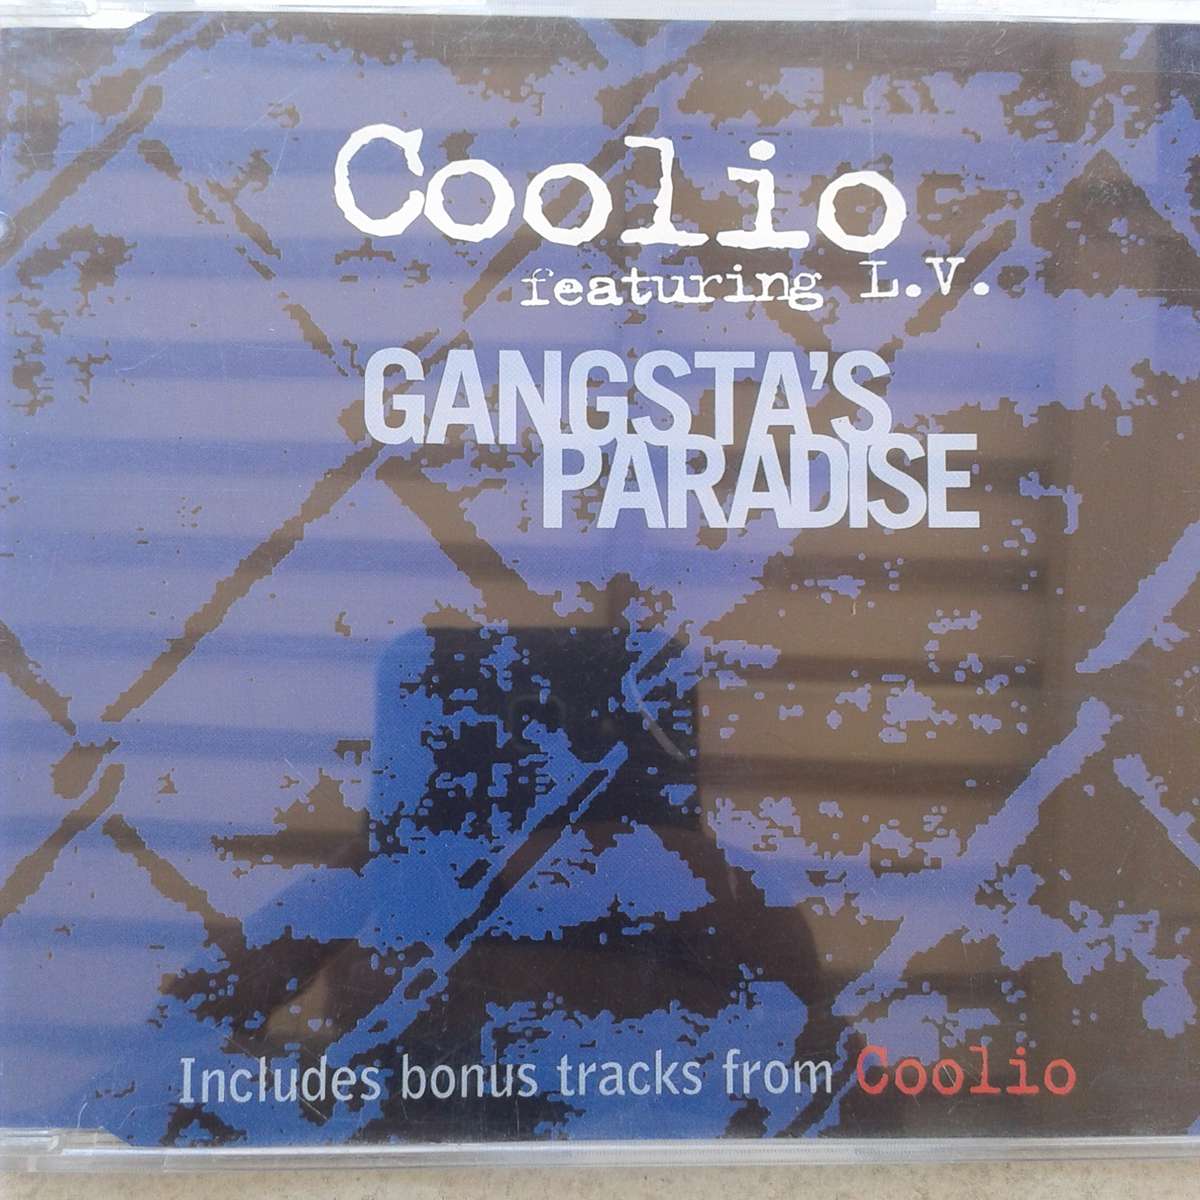 Coolio
featuring L.V.
GANGSTA'S
PARADISE
Includes bonus tracks from Coolio